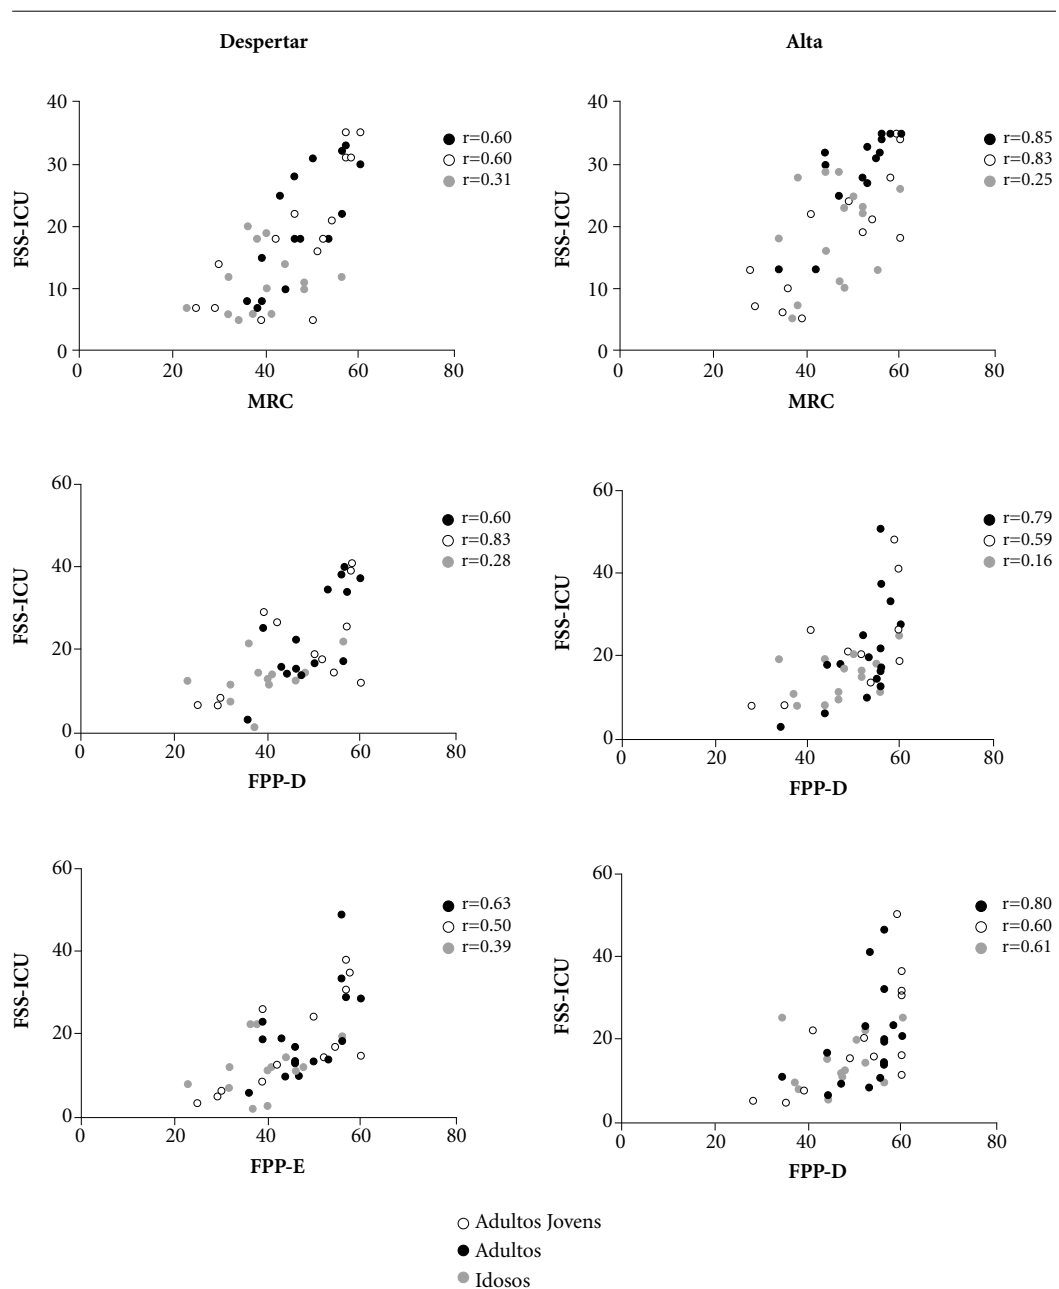 Despertar
Alta
40
30
20
10
0
FSS-ICU
0 20 40 60 80
MRC
r=0.60
r=0.60
r=0.31
40
30
20
10
0
FSS-ICU
0 20 40 60 80
MRC
r=0.85
r=0.83
r=0.25
60
40
20
0
FSS-ICU
0 20 40 60 80
FPP-D
r=0.60
r=0.83
r=0.28
60
40
20
0
FSS-ICU
0 20 40 60 80
FPP-D
r=0.79
r=0.59
r=0.16
60
40
20
0
FSS-ICU
0 20 40 60 80
FPP-E
r=0.63
r=0.50
r=0.39
60
40
20
0
FSS-ICU
0 20 40 60 80
FPP-D
r=0.80
r=0.60
r=0.61
Adultos Jovens
Adultos
Idosos